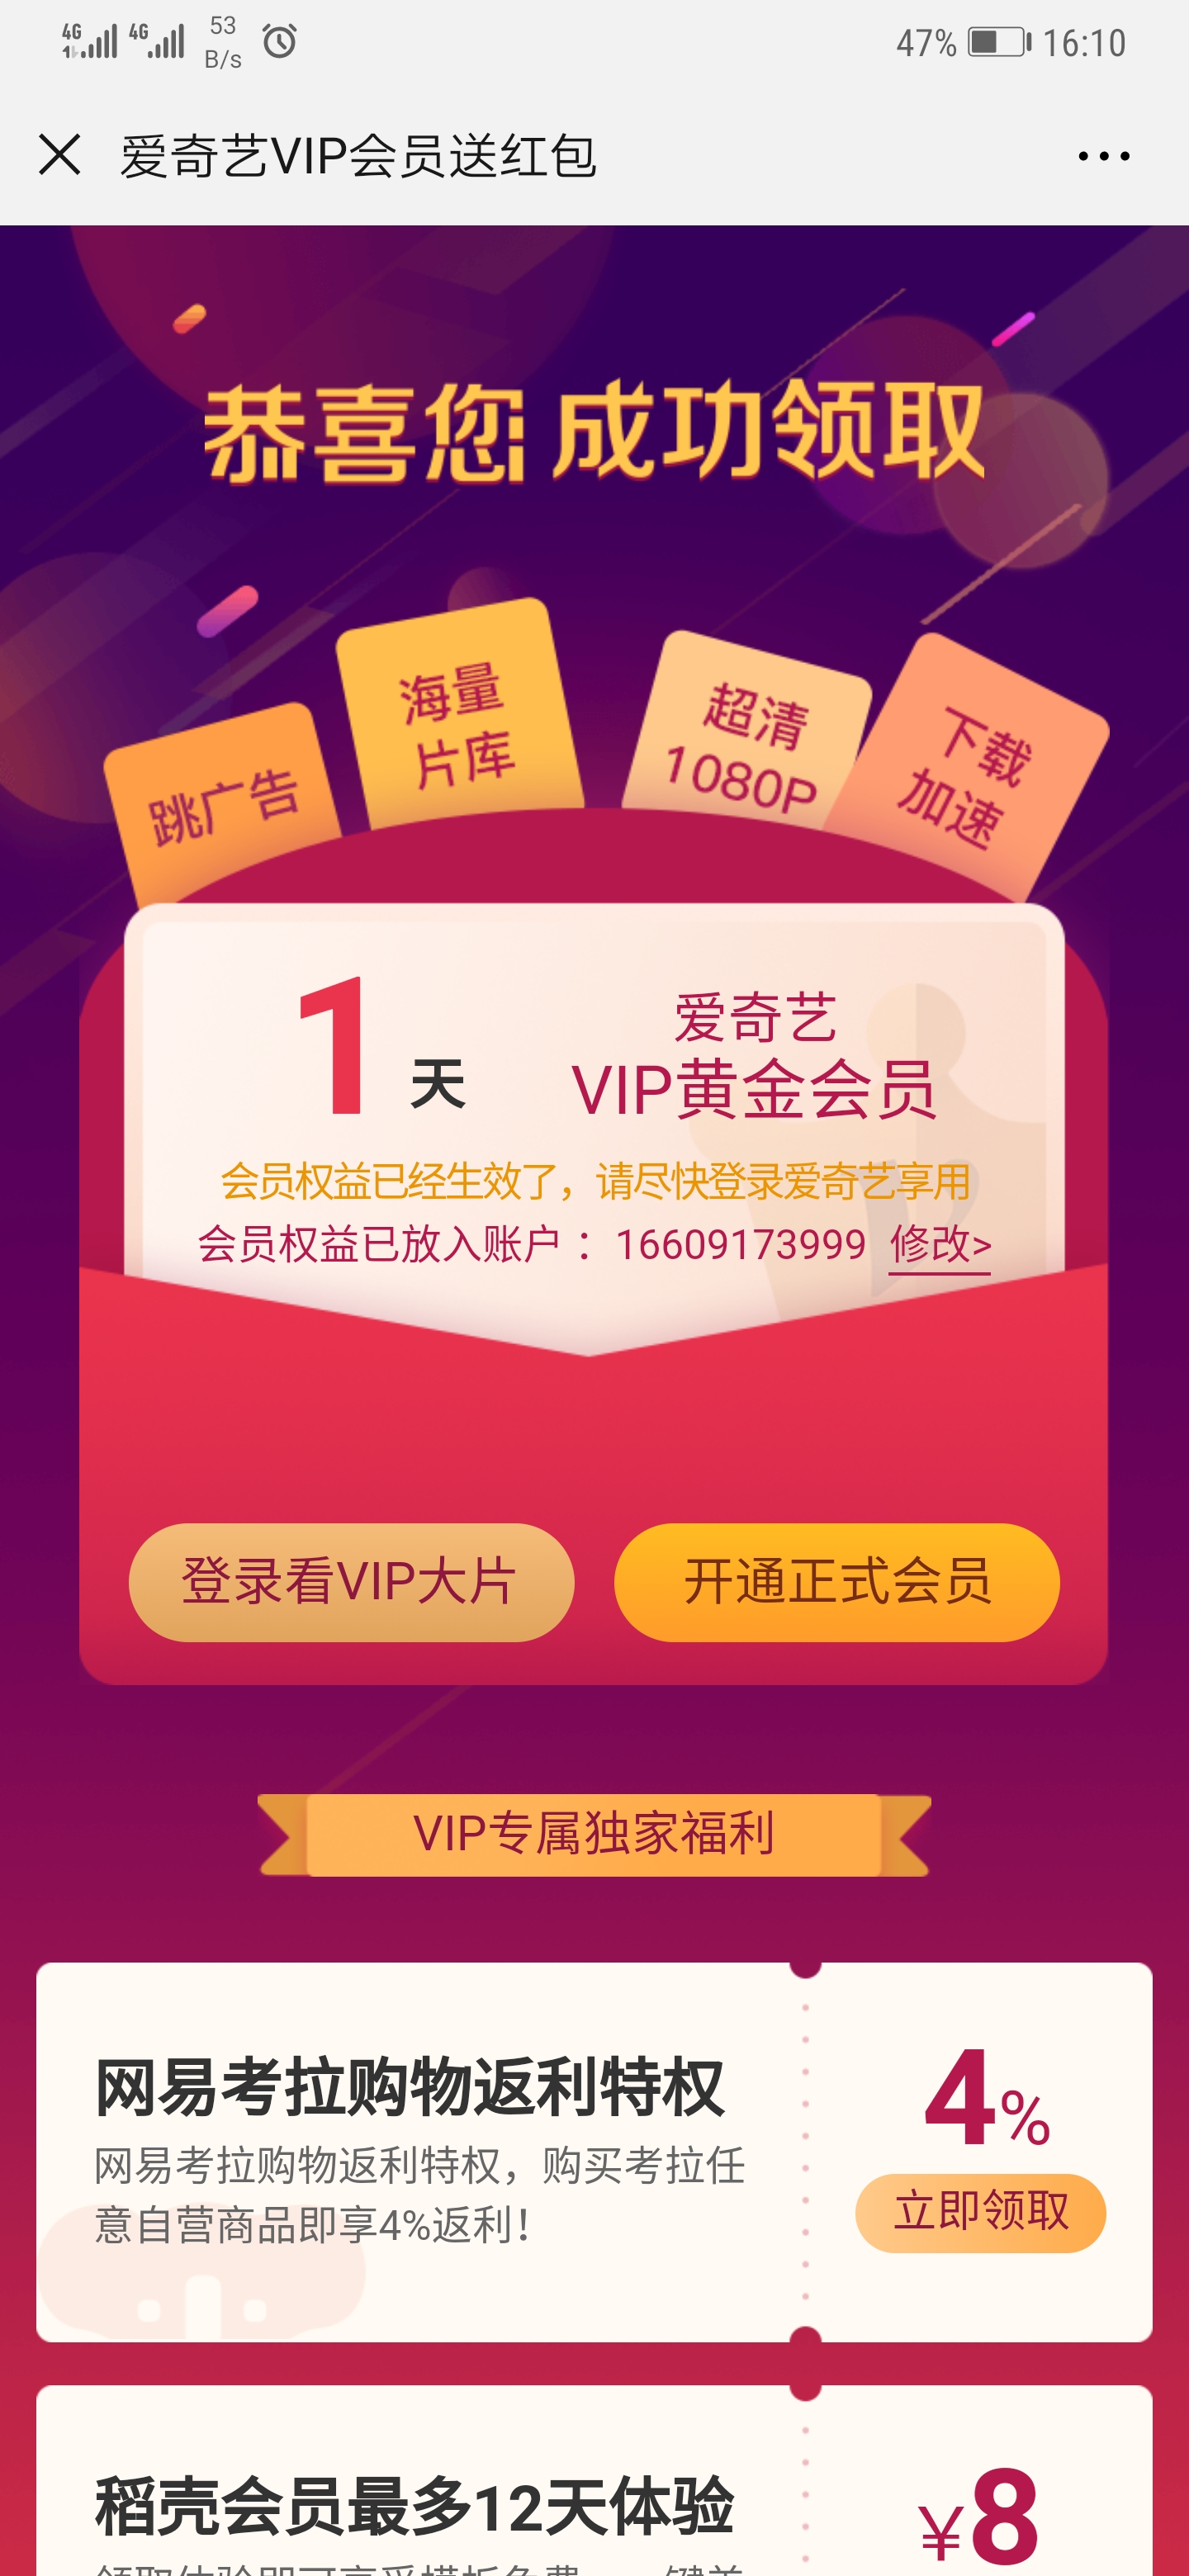 4G 4G 53 B/s 47% 16:10
爱奇艺VIP会员送红包
恭喜您 成功领取
跳广告
海量
片库
超清
1080P
下载
加速
1 天
爱奇艺
VIP黄金会员
会员权益已经生效了，请尽快登录爱奇艺享用
会员权益已放入账户：16609173999 修改>
登录看VIP大片
开通正式会员
VIP专属独家福利
网易考拉购物返利特权
网易考拉购物返利特权，购买考拉任
意自营商品即享4%返利！
4%
立即领取
稻壳会员最多12天体验
¥8